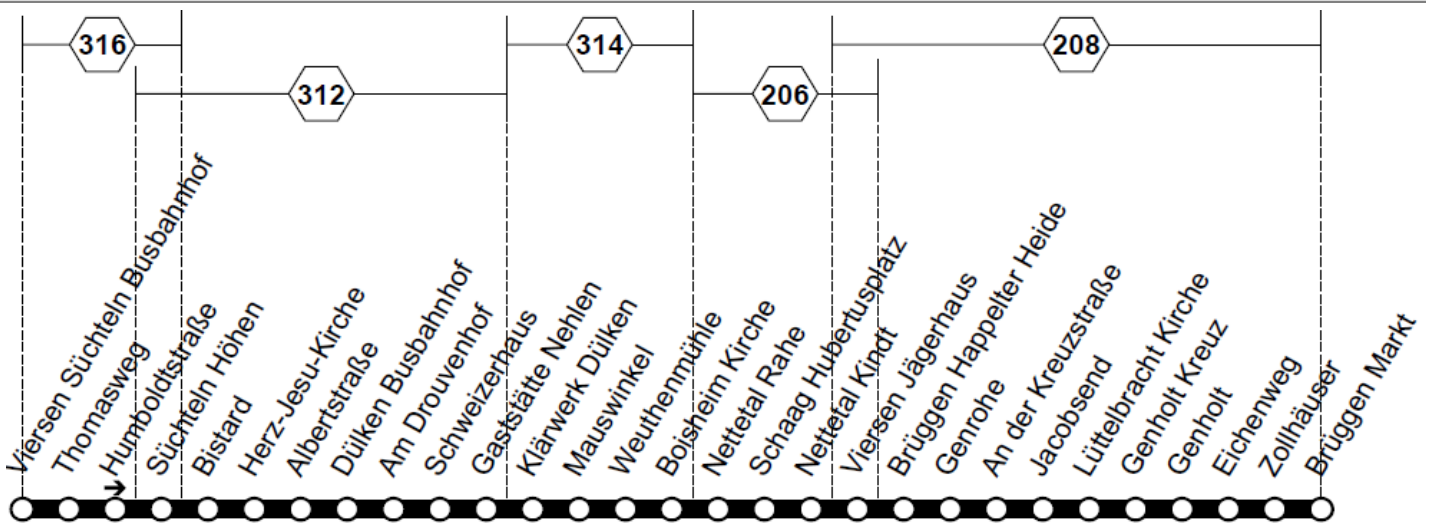 316
314
208
312
206
Viersen Süchteln Busbahnhof
Thomasweg
Humboldtstraße
Süchteln Höhen
Bistard
Herz-Jesu-Kirche
Albertstraße
Dülken Busbahnhof
Am Drouvenhof
Schweizerhaus
Gaststätte Nehlen
Klärwerk Dülken
Mauswinkel
Weuthenmühle
Boisheim Kirche
Nettetal Rahe
Schaag Hubertusplatz
Nettetal Kindt
Viersen Jägerhaus
Brüggen Happelter Heide
Genrohe
An der Kreuzstraße
Jacobsend
Lüttelbracht Kirche
Genholt Kreuz
Genholt
Eichenweg
Zollhäuser
Brüggen Markt